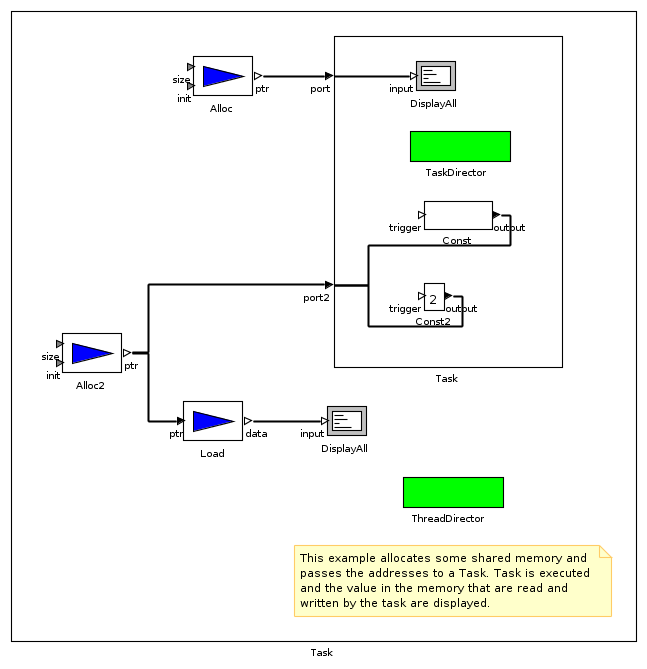 size
init
ptr
Alloc
port
input
DisplayAll
TaskDirector
trigger
output
Const
port2
2
trigger
output
Const2
Task
size
init
ptr
Alloc2
ptr
data
Load
input
DisplayAll
ThreadDirector
This example allocates some shared memory and
passes the addresses to a Task. Task is executed
and the value in the memory that are read and
written by the task are displayed.
Task